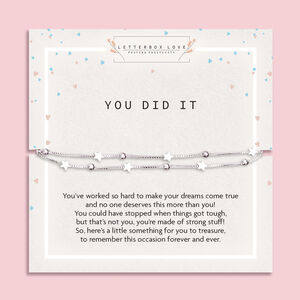 LETTERBOX LOVE
POSTED POSITIVITY
YOU DID IT
You've worked so hard to make your dreams come true
and no one deserves this more than you!
You could have stopped when things got tough,
but that's not you, you're made of strong stuff!
So, here's a little something for you to treasure,
to remember this occasion forever and ever.